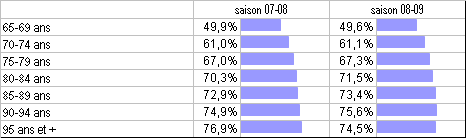 saison 07-08 saison 08-09
65-69 ans 49,9% 49,6%
70-74 ans 61,0% 61,1%
75-79 ans 67,0% 67,3%
80-84 ans 70,3% 71,5%
85-89 ans 72,9% 73,4%
90-94 ans 74,9% 75,6%
95 ans et + 76,9% 74,5%